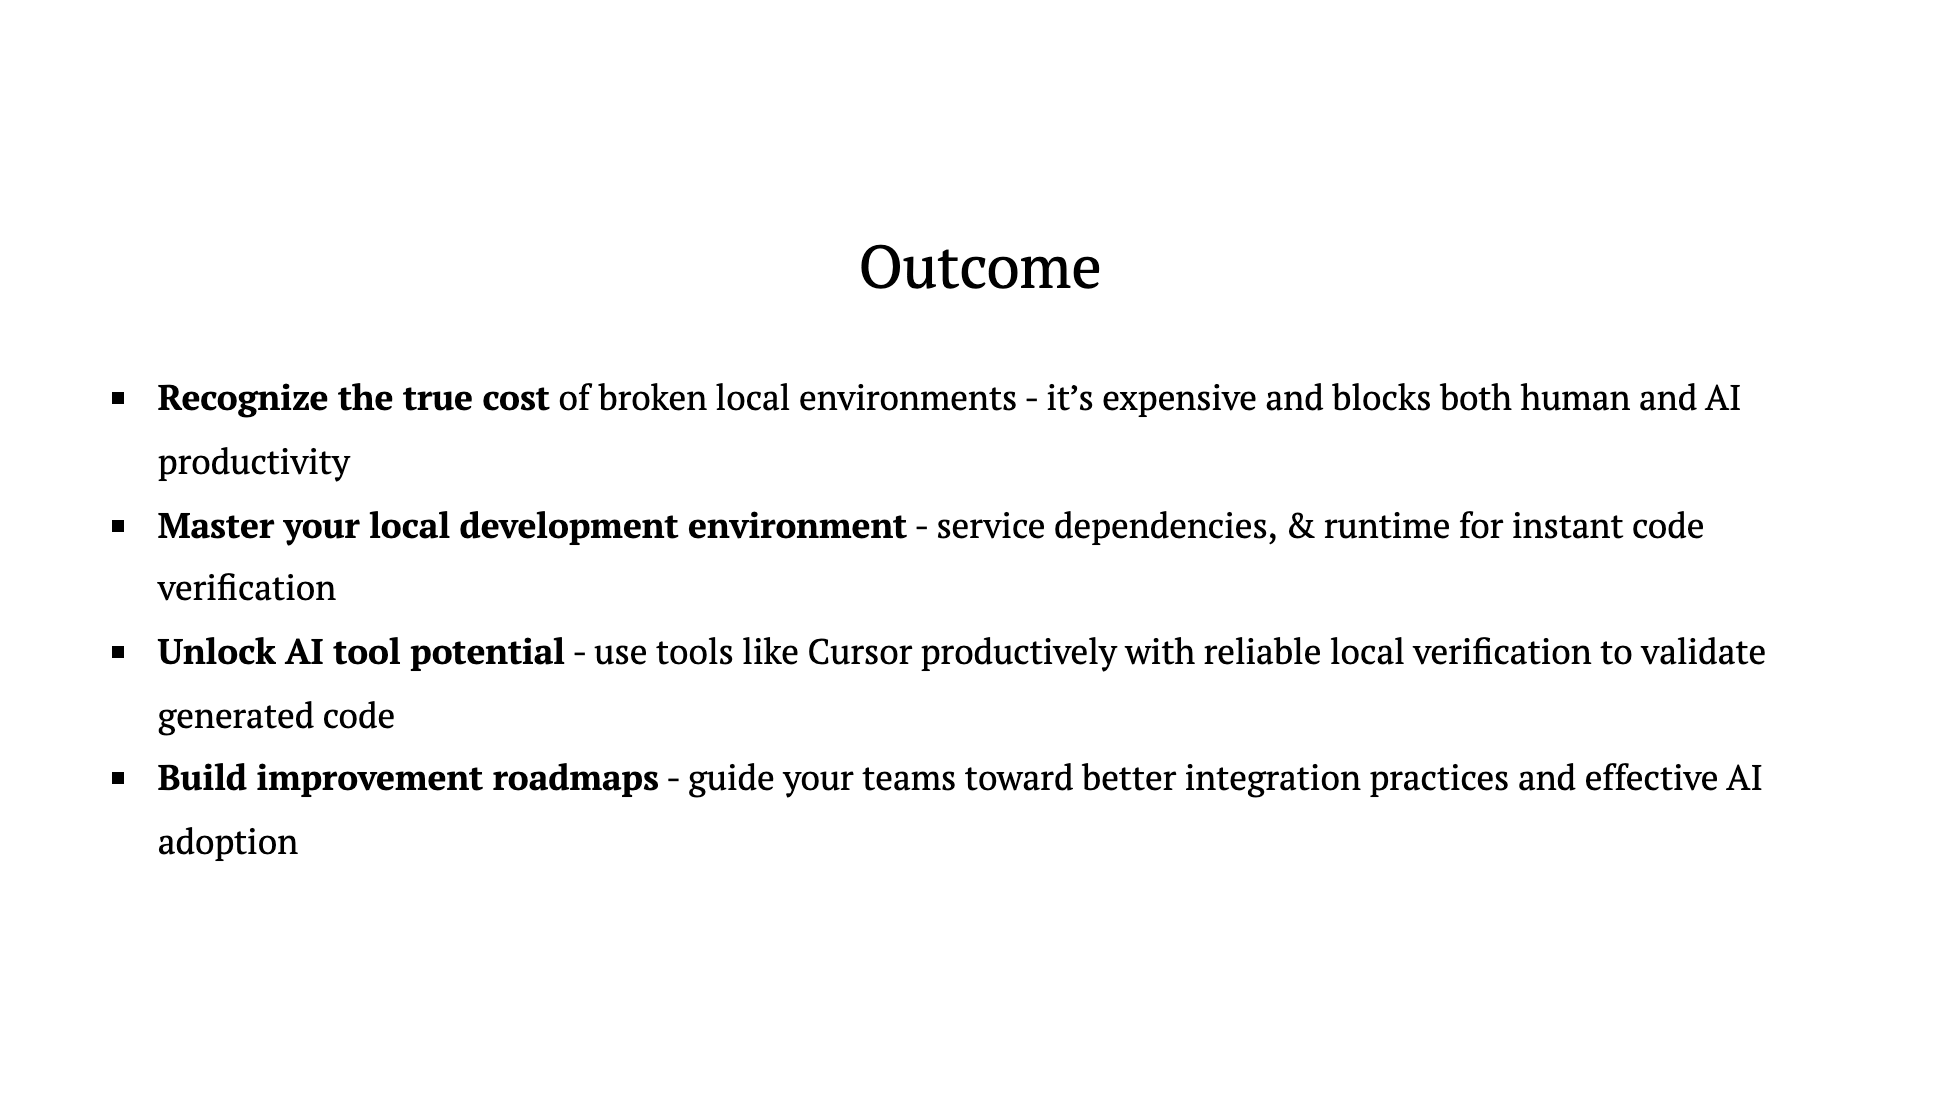 Outcome
▪ Recognize the true cost of broken local environments - it’s expensive and blocks both human and AI
productivity
▪ Master your local development environment - service dependencies, & runtime for instant code
verification
▪ Unlock AI tool potential - use tools like Cursor productively with reliable local verification to validate
generated code
▪ Build improvement roadmaps - guide your teams toward better integration practices and effective AI
adoption